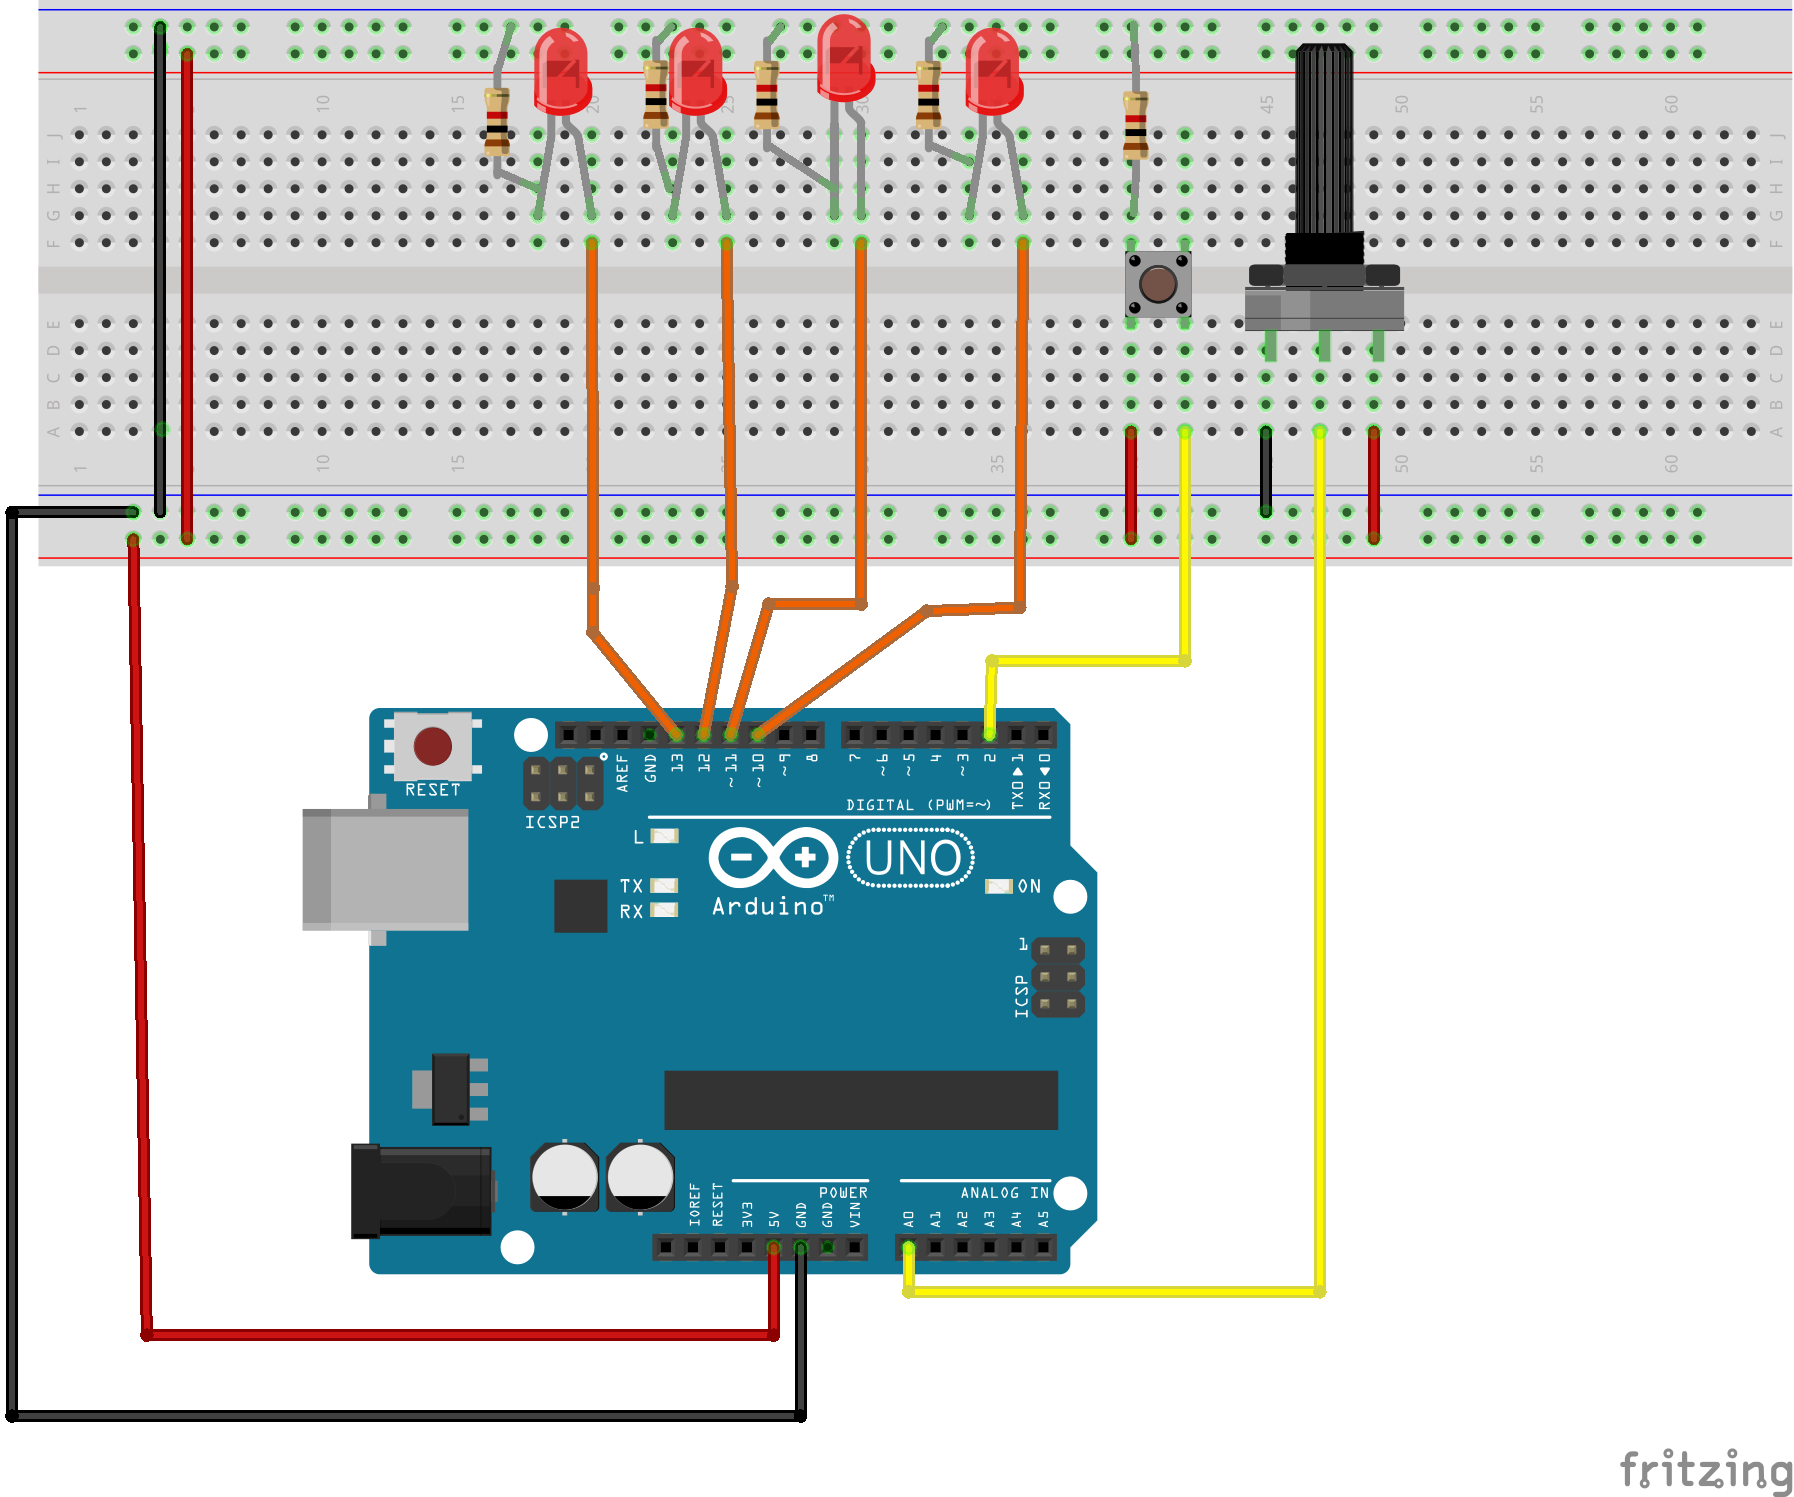 1 10 15 20 25 30 45 50 55 60
J J
I I
H H
G G
F F
E E
D D
C C
B B
A A
1 10 15 35 50 55 60
RESET
ICSP2
AREF
GND
13
12
~11
~10
~9
8
7
~6
~5
4
~3
2
TX0▶1
RX0◀0
DIGITAL (PWM=~)
L
TX
RX
Arduino™
UNO
ON
1
ICSP
IOREF
RESET
3V3
5V
GND
GND
VIN
POWER
ANALOG IN
A0
A1
A2
A3
A4
A5
fritzing